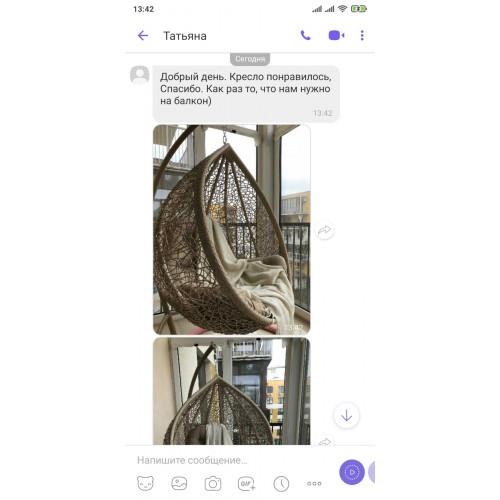 13:42
Татьяна
Сегодня
Добрый день. Кресло понравилось,
Спасибо. Как раз то, что нам нужно
на балкон)
13:42
13:42
Напишите сообщение...
GIF